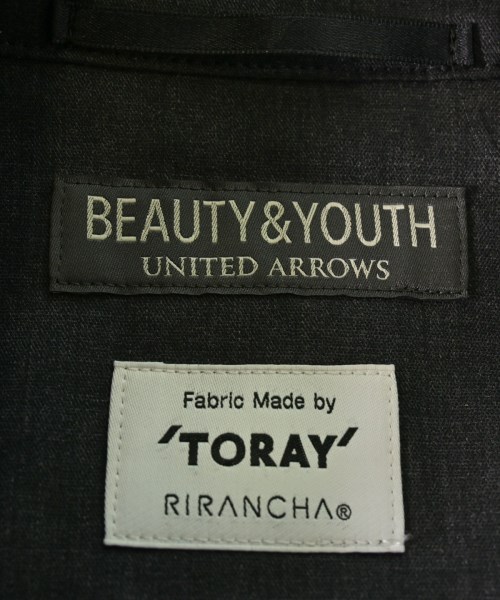 BEAUTY&YOUTH
UNITED ARROWS
Fabric Made by
'TORAY'
RIRANCHA®